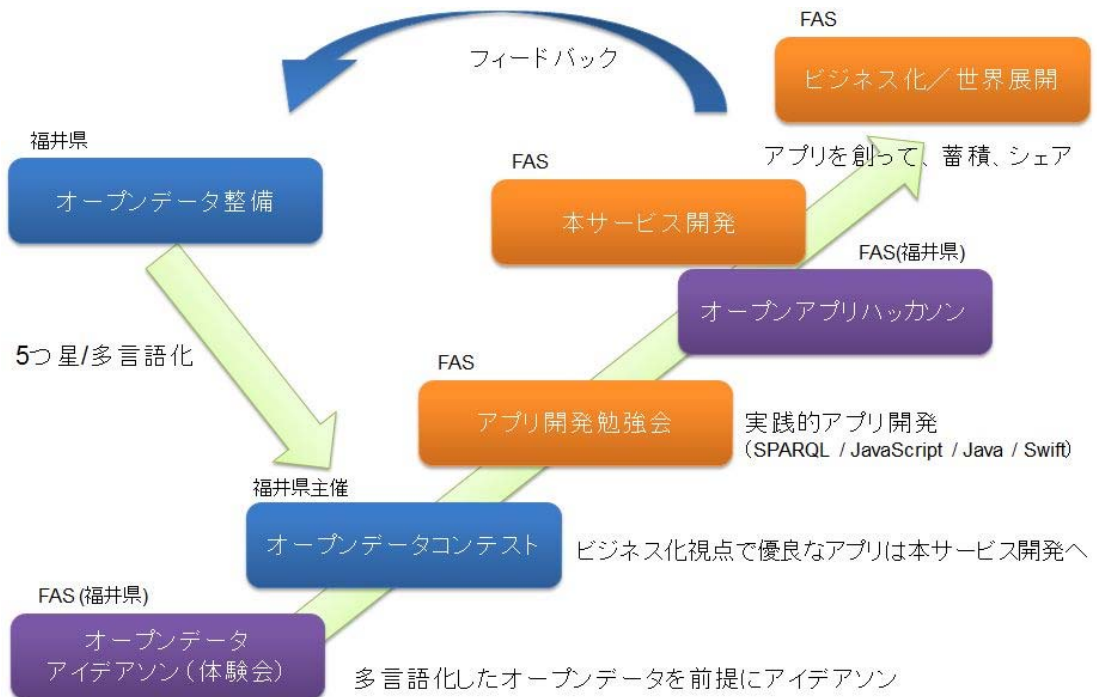 FAS
ビジネス化／世界展開
フィードバック
アプリを創って、蓄積、シェア
福井県
オープンデータ整備
FAS
本サービス開発
FAS(福井県)
オープンアプリハッカソン
5つ星/多言語化
FAS
アプリ開発勉強会
実践的アプリ開発
（SPARQL / JavaScript / Java / Swift）
福井県主催
オープンデータコンテスト
ビジネス化視点で優良なアプリは本サービス開発へ
FAS (福井県)
オープンデータ
アイデアソン（体験会）
多言語化したオープンデータを前提にアイデアソン